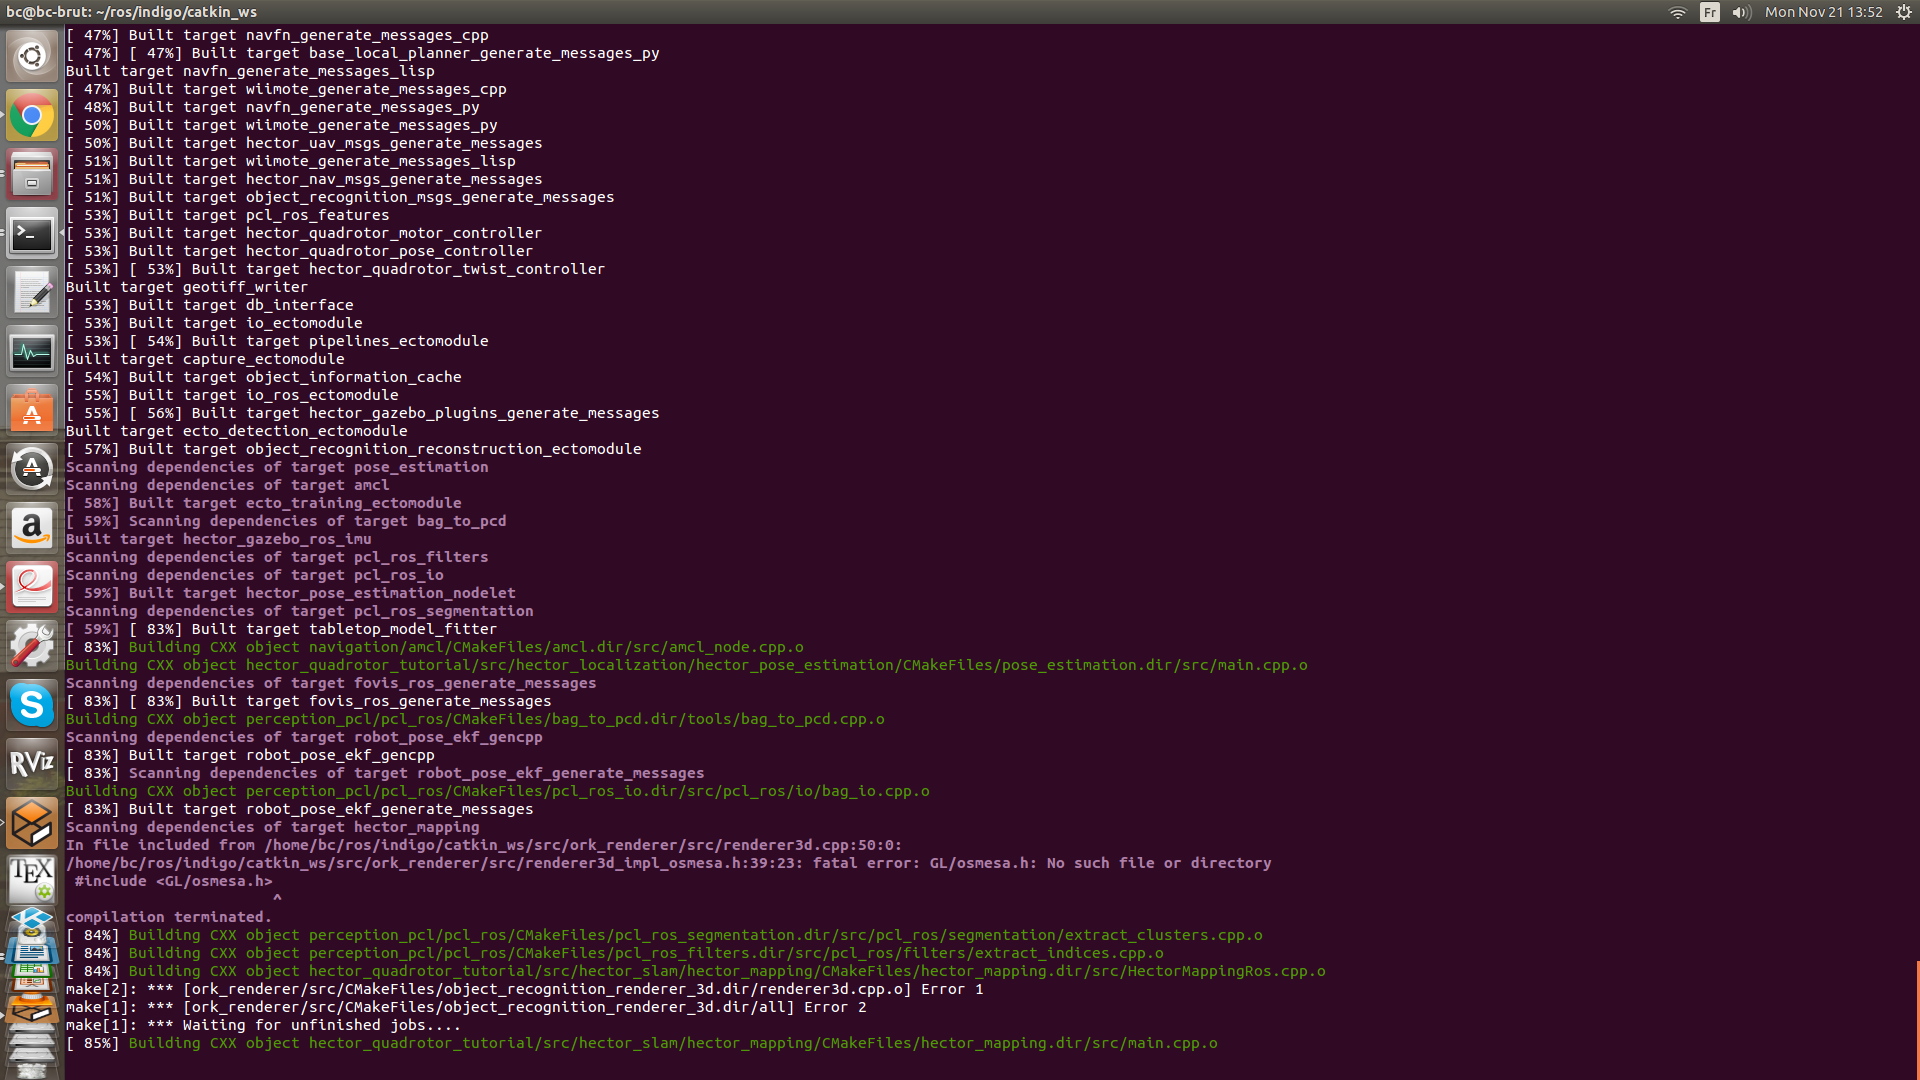 bc@bc-brut: ~/ros/indigo/catkin_ws
Fr
Mon Nov 21 13:52
[ 47%] Built target navfn_generate_messages_cpp
[ 47%] [ 47%] Built target base_local_planner_generate_messages_py
Built target navfn_generate_messages_lisp
[ 47%] Built target wiimote_generate_messages_cpp
[ 48%] Built target navfn_generate_messages_py
[ 50%] Built target wiimote_generate_messages_py
[ 50%] Built target hector_uav_msgs_generate_messages
[ 51%] Built target wiimote_generate_messages_lisp
[ 51%] Built target hector_nav_msgs_generate_messages
[ 51%] Built target object_recognition_msgs_generate_messages
[ 53%] Built target pcl_ros_features
[ 53%] Built target hector_quadrotor_motor_controller
[ 53%] Built target hector_quadrotor_pose_controller
[ 53%] [ 53%] Built target hector_quadrotor_twist_controller
Built target geotiff_writer
[ 53%] Built target db_interface
[ 53%] Built target io_ectomodule
[ 53%] [ 54%] Built target pipelines_ectomodule
Built target capture_ectomodule
[ 54%] Built target object_information_cache
[ 55%] Built target io_ros_ectomodule
[ 55%] [ 56%] Built target hector_gazebo_plugins_generate_messages
Built target ecto_detection_ectomodule
[ 57%] Built target object_recognition_reconstruction_ectomodule
Scanning dependencies of target pose_estimation
Scanning dependencies of target amcl
[ 58%] Built target ecto_training_ectomodule
[ 59%] Scanning dependencies of target bag_to_pcd
Built target hector_gazebo_ros_imu
Scanning dependencies of target pcl_ros_filters
Scanning dependencies of target pcl_ros_io
[ 59%] Built target hector_pose_estimation_nodelet
Scanning dependencies of target pcl_ros_segmentation
[ 59%] [ 83%] Built target tabletop_model_fitter
[ 83%] Building CXX object navigation/amcl/CMakeFiles/amcl.dir/src/amcl_node.cpp.o
Building CXX object hector_quadrotor_tutorial/src/hector_localization/hector_pose_estimation/CMakeFiles/pose_estimation.dir/src/main.cpp.o
Scanning dependencies of target fovis_ros_generate_messages
[ 83%] [ 83%] Built target fovis_ros_generate_messages
Building CXX object perception_pcl/pcl_ros/CMakeFiles/bag_to_pcd.dir/tools/bag_to_pcd.cpp.o
Scanning dependencies of target robot_pose_ekf_gencpp
[ 83%] Built target robot_pose_ekf_gencpp
[ 83%] Scanning dependencies of target robot_pose_ekf_generate_messages
Building CXX object perception_pcl/pcl_ros/CMakeFiles/pcl_ros_io.dir/src/pcl_ros/io/bag_io.cpp.o
[ 83%] Built target robot_pose_ekf_generate_messages
Scanning dependencies of target hector_mapping
In file included from /home/bc/ros/indigo/catkin_ws/src/ork_renderer/src/renderer3d.cpp:50:0:
/home/bc/ros/indigo/catkin_ws/src/ork_renderer/src/renderer3d_impl_osmesa.h:39:23: fatal error: GL/osmesa.h: No such file or directory
#include <GL/osmesa.h>
^
compilation terminated.
[ 84%] Building CXX object perception_pcl/pcl_ros/CMakeFiles/pcl_ros_segmentation.dir/src/pcl_ros/segmentation/extract_clusters.cpp.o
[ 84%] Building CXX object perception_pcl/pcl_ros/CMakeFiles/pcl_ros_filters.dir/src/pcl_ros/filters/extract_indices.cpp.o
[ 84%] Building CXX object hector_quadrotor_tutorial/src/hector_slam/hector_mapping/CMakeFiles/hector_mapping.dir/src/HectorMappingRos.cpp.o
make[2]: *** [ork_renderer/src/CMakeFiles/object_recognition_renderer_3d.dir/renderer3d.cpp.o] Error 1
make[1]: *** [ork_renderer/src/CMakeFiles/object_recognition_renderer_3d.dir/all] Error 2
make[1]: *** Waiting for unfinished jobs....
[ 85%] Building CXX object hector_quadrotor_tutorial/src/hector_slam/hector_mapping/CMakeFiles/hector_mapping.dir/src/main.cpp.o
a
S
RViz
TEX